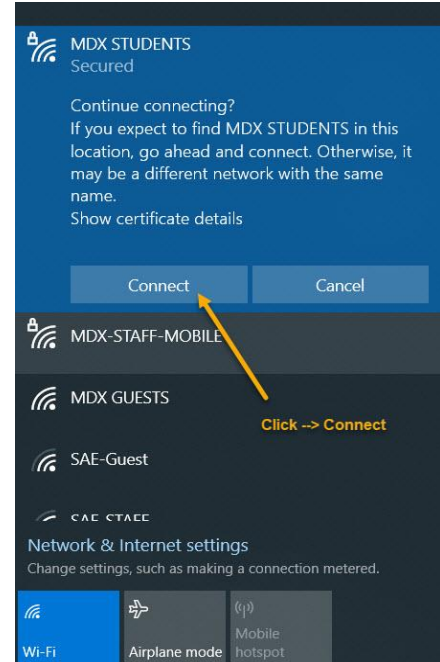 MDX STUDENTS
Secured
Continue connecting?
If you expect to find MDX STUDENTS in this
location, go ahead and connect. Otherwise, it
may be a different network with the same
name.
Show certificate details
Connect Cancel
MDX-STAFF-MOBILE
MDX GUESTS
Click --> Connect
SAE-Guest
SAE-STAFF
Network & Internet settings
Change settings, such as making a connection metered.
Wi-Fi Airplane mode Mobile hotspot